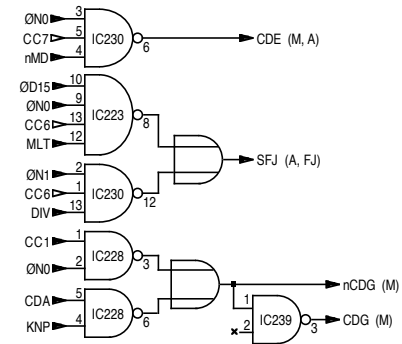 ØN0 3
CC7 5 IC230 6 CDE (M, A)
nMD 4
ØD15 10
ØN0 9 IC223 8
CC6 13
MLT 12
SFJ (A, FJ)
ØN1 2
CC6 1 IC230 12
DIV 13
CC1 1
IC228 3
ØN0 2
nCDG (M)
CDA 5 1
IC228 6 IC239 3 CDG (M)
KNP 4 2